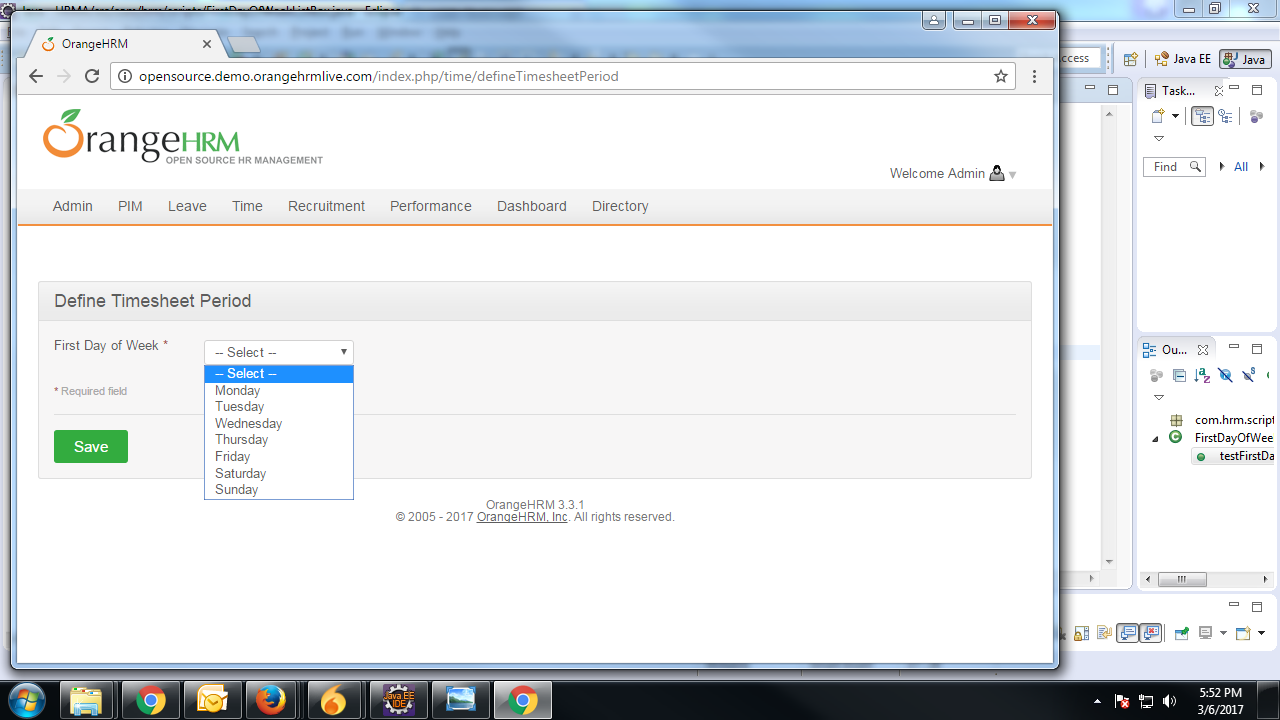 OrangeHRM
opensource.demo.orangehrmlive.com/index.php/time/defineTimesheetPeriod
OrangeHRM
OPEN SOURCE HR MANAGEMENT
Welcome Admin
Admin PIM Leave Time Recruitment Performance Dashboard Directory
Define Timesheet Period
First Day of Week *
-- Select --
-- Select --
Monday
Tuesday
Wednesday
Thursday
Friday
Saturday
Sunday
* Required field
Save
OrangeHRM 3.3.1
© 2005 - 2017 OrangeHRM, Inc. All rights reserved.
ccess
Java EE
Java
Task...
Find
All
Ou...
com.hrm.script
FirstDayOfWee
testFirstDa
Java EE
IDE
5:52 PM
3/6/2017